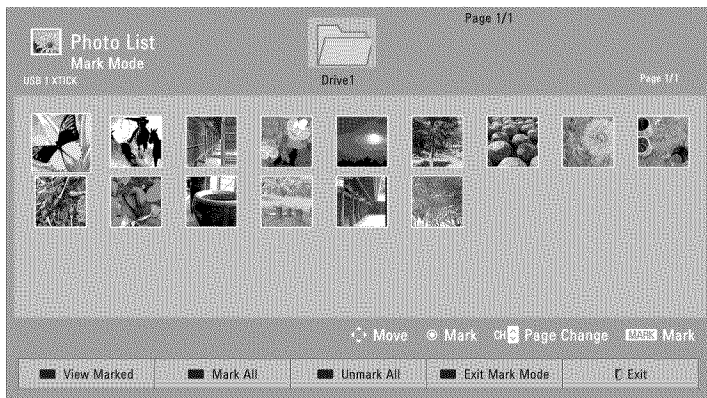 Page 1/1
Photo List
Mark Mode
USB 1 XTICK
Drive1
Page 1/1
Move Mark CH Page Change MARK Mark
View Marked Mark All Unmark All Exit Mark Mode Exit